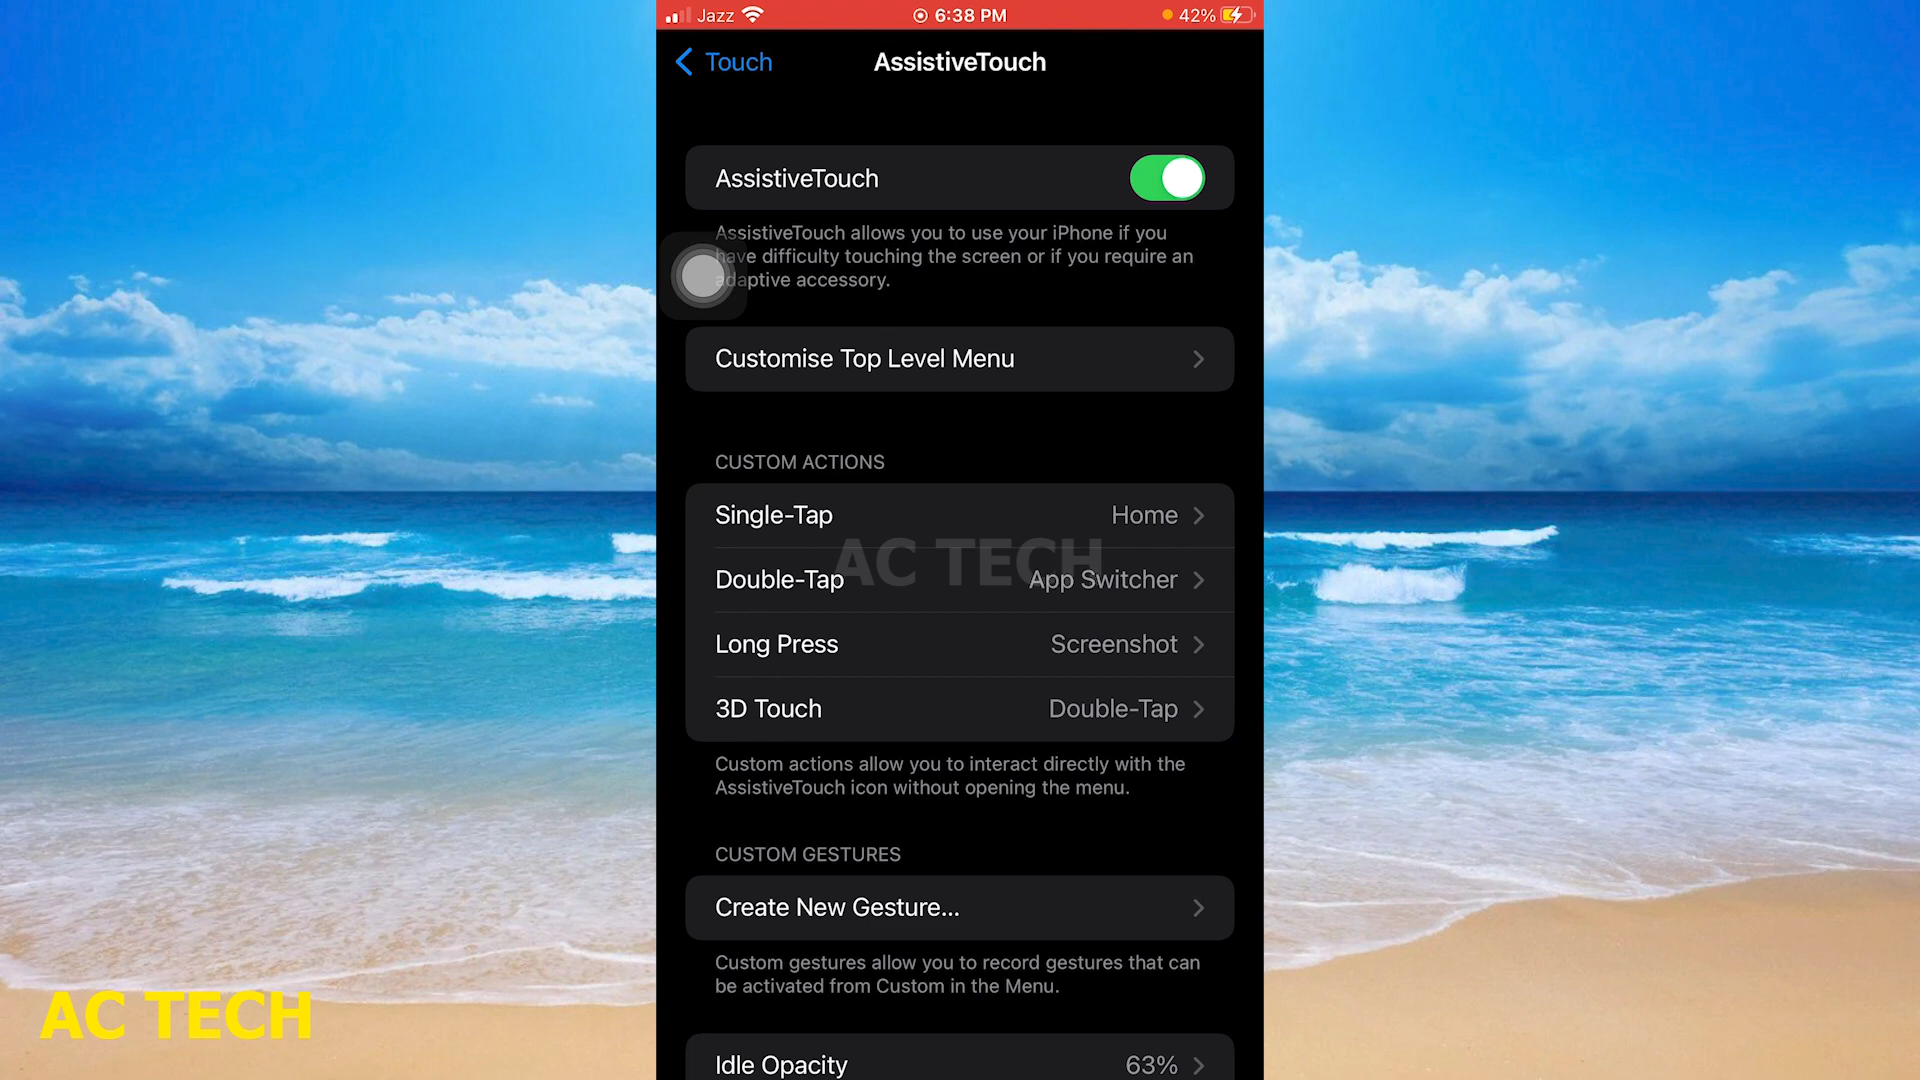 Jazz 6:38 PM 42%
Touch AssistiveTouch
AssistiveTouch
AssistiveTouch allows you to use your iPhone if you
have difficulty touching the screen or if you require an
adaptive accessory.
Customise Top Level Menu
CUSTOM ACTIONS
Single-Tap Home
AC TECH
Double-Tap App Switcher
Long Press Screenshot
3D Touch Double-Tap
Custom actions allow you to interact directly with the
AssistiveTouch icon without opening the menu.
CUSTOM GESTURES
Create New Gesture...
Custom gestures allow you to record gestures that can
be activated from Custom in the Menu.
AC TECH
Idle Opacity 63%